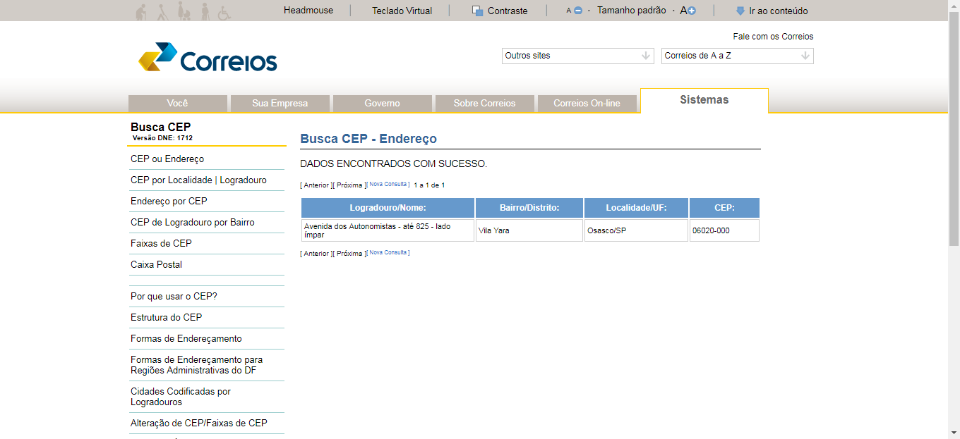 Headmouse | Teclado Virtual | Contraste | A - Tamanho padrão - A | Ir ao conteúdo
Fale com os Correios
Correios
Outros sites
Correios de A a Z
Você
Sua Empresa
Governo
Sobre Correios
Correios On-line
Sistemas
Busca CEP
Versão DNE: 1712
CEP ou Endereço
CEP por Localidade | Logradouro
Endereço por CEP
CEP de Logradouro por Bairro
Faixas de CEP
Caixa Postal
Por que usar o CEP?
Estrutura do CEP
Formas de Endereçamento
Formas de Endereçamento para
Regiões Administrativas do DF
Cidades Codificadas por
Logradouros
Alteração de CEP/Faixas de CEP
Busca CEP - Endereço
DADOS ENCONTRADOS COM SUCESSO.
[ Anterior ][ Próxima ][ Nova Consulta ] 1 a 1 de 1
Logradouro/Nome: Bairro/Distrito: Localidade/UF: CEP:
Avenida dos Autonomistas - até 825 - lado
ímpar
Vila Yara
Osasco/SP
06020-000
[ Anterior ][ Próxima ][ Nova Consulta ]